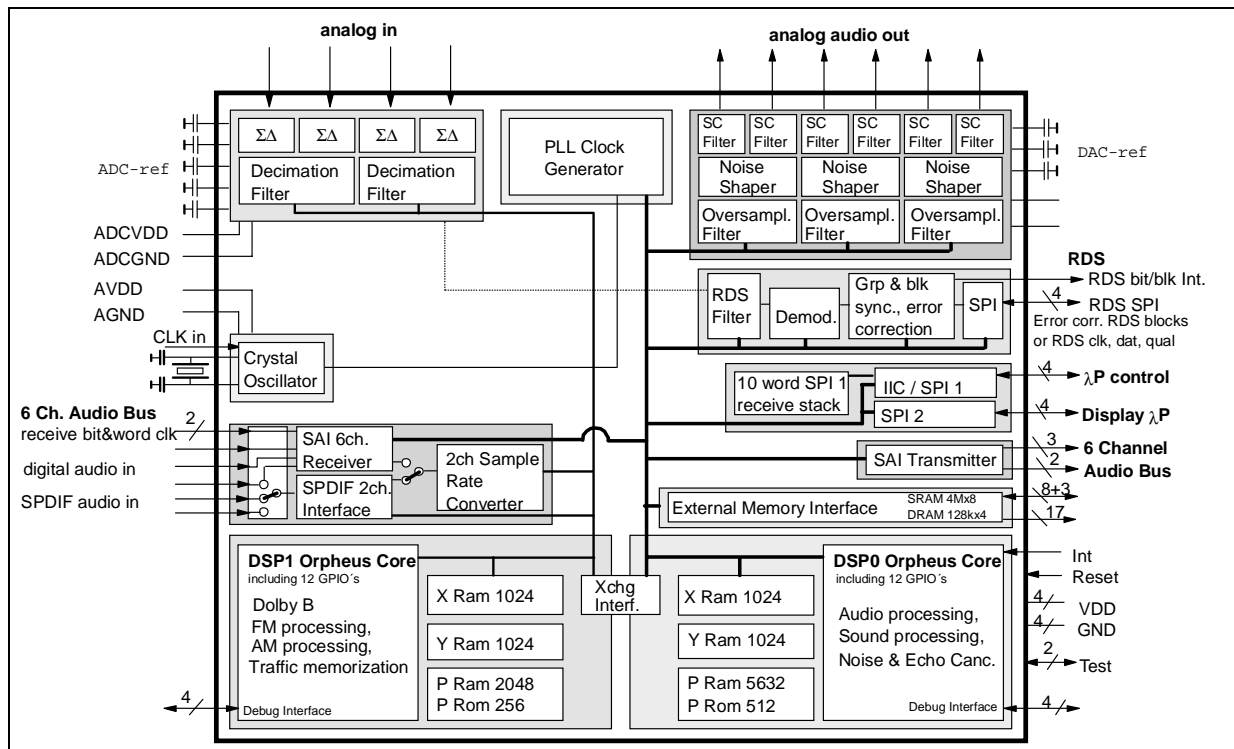 analog in
analog audio out
ΣΔ ΣΔ ΣΔ ΣΔ
Decimation
Filter
Decimation
Filter
ADC-ref
PLL Clock
Generator
SC
Filter
SC
Filter
SC
Filter
SC
Filter
SC
Filter
SC
Filter
Noise
Shaper
Noise
Shaper
Noise
Shaper
Oversampl.
Filter
Oversampl.
Filter
Oversampl.
Filter
DAC-ref
ADCVDD
ADCGND
AVDD
AGND
CLK in
Crystal
Oscillator
RDS
Filter
Demod.
Grp & blk
sync., error
correction
SPI
RDS
RDS bit/blk Int.
4
RDS SPI
Error corr. RDS blocks
or RDS clk, dat, qual
10 word SPI 1
receive stack
IIC / SPI 1
SPI 2
4
λP control
4
Display λP
6 Ch. Audio Bus
2
receive bit&word clk
digital audio in
SPDIF audio in
SAI 6ch.
Receiver
SPDIF 2ch.
Interface
2ch Sample
Rate
Converter
SAI Transmitter
3
6 Channel
2
Audio Bus
External Memory Interface
SRAM 4Mx8
DRAM 128kx4
8+3
17
DSP1 Orpheus Core
including 12 GPIO´s
Dolby B
FM processing,
AM processing,
Traffic memorization
Debug Interface
4
X Ram 1024
Y Ram 1024
P Ram 2048
P Rom 256
Xchg
Interf.
X Ram 1024
Y Ram 1024
P Ram 5632
P Rom 512
DSP0 Orpheus Core
including 12 GPIO´s
Audio processing,
Sound processing,
Noise & Echo Canc.
Debug Interface
Int
Reset
4
VDD
4
GND
2
Test
4